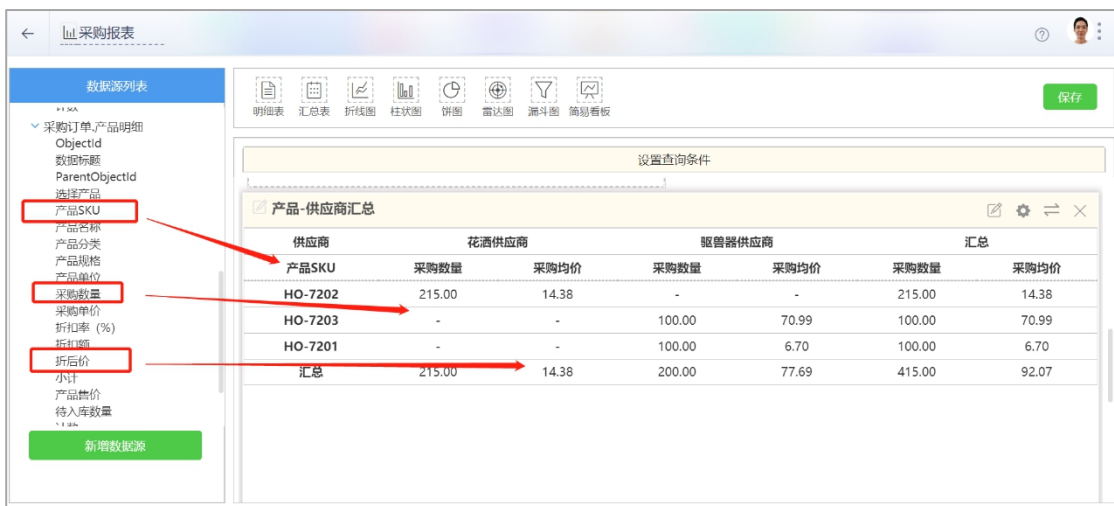 采购报表
数据源列表
采购订单.产品明细
ObjectId
数据标题
ParentObjectId
选择产品
产品SKU
产品名称
产品分类
产品规格
产品单位
采购数量
采购单价
折扣率（%）
折扣额
折后价
小计
产品售价
待入库数量
计数
新增数据源
明细表 汇总表 折线图 柱状图 饼图 雷达图 漏斗图 简易看板
保存
设置查询条件
产品-供应商汇总
供应商 花洒供应商 驱兽器供应商 汇总
产品SKU 采购数量 采购均价 采购数量 采购均价 采购数量 采购均价
HO-7202 215.00 14.38 - - 215.00 14.38
HO-7203 - - 100.00 70.99 100.00 70.99
HO-7201 - - 100.00 6.70 100.00 6.70
汇总 215.00 14.38 200.00 77.69 415.00 92.07